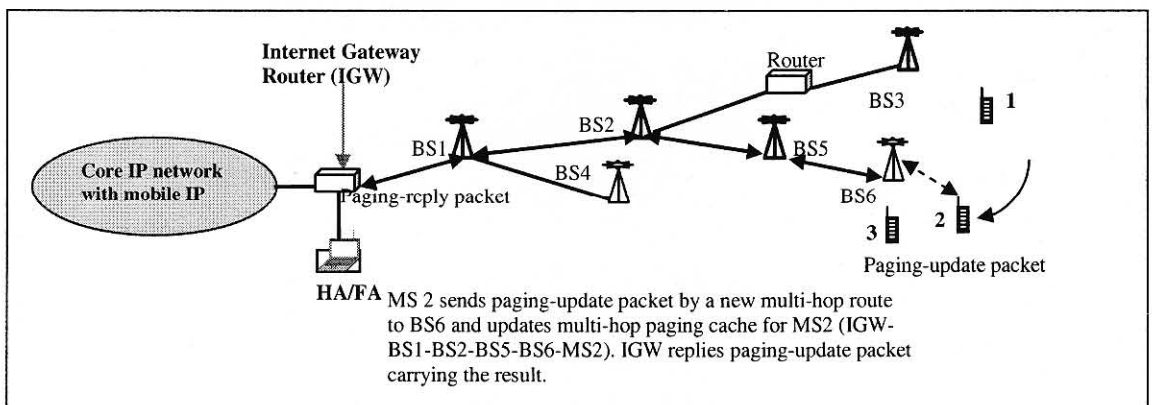 Internet Gateway
Router (IGW)
Router
BS3
1
BS2
BS1
BS5
Core IP network
with mobile IP
BS4
BS6
Paging-reply packet
3
2
Paging-update packet
HA/FA
MS 2 sends paging-update packet by a new multi-hop route
to BS6 and updates multi-hop paging cache for MS2 (IGW-
BS1-BS2-BS5-BS6-MS2). IGW replies paging-update packet
carrying the result.